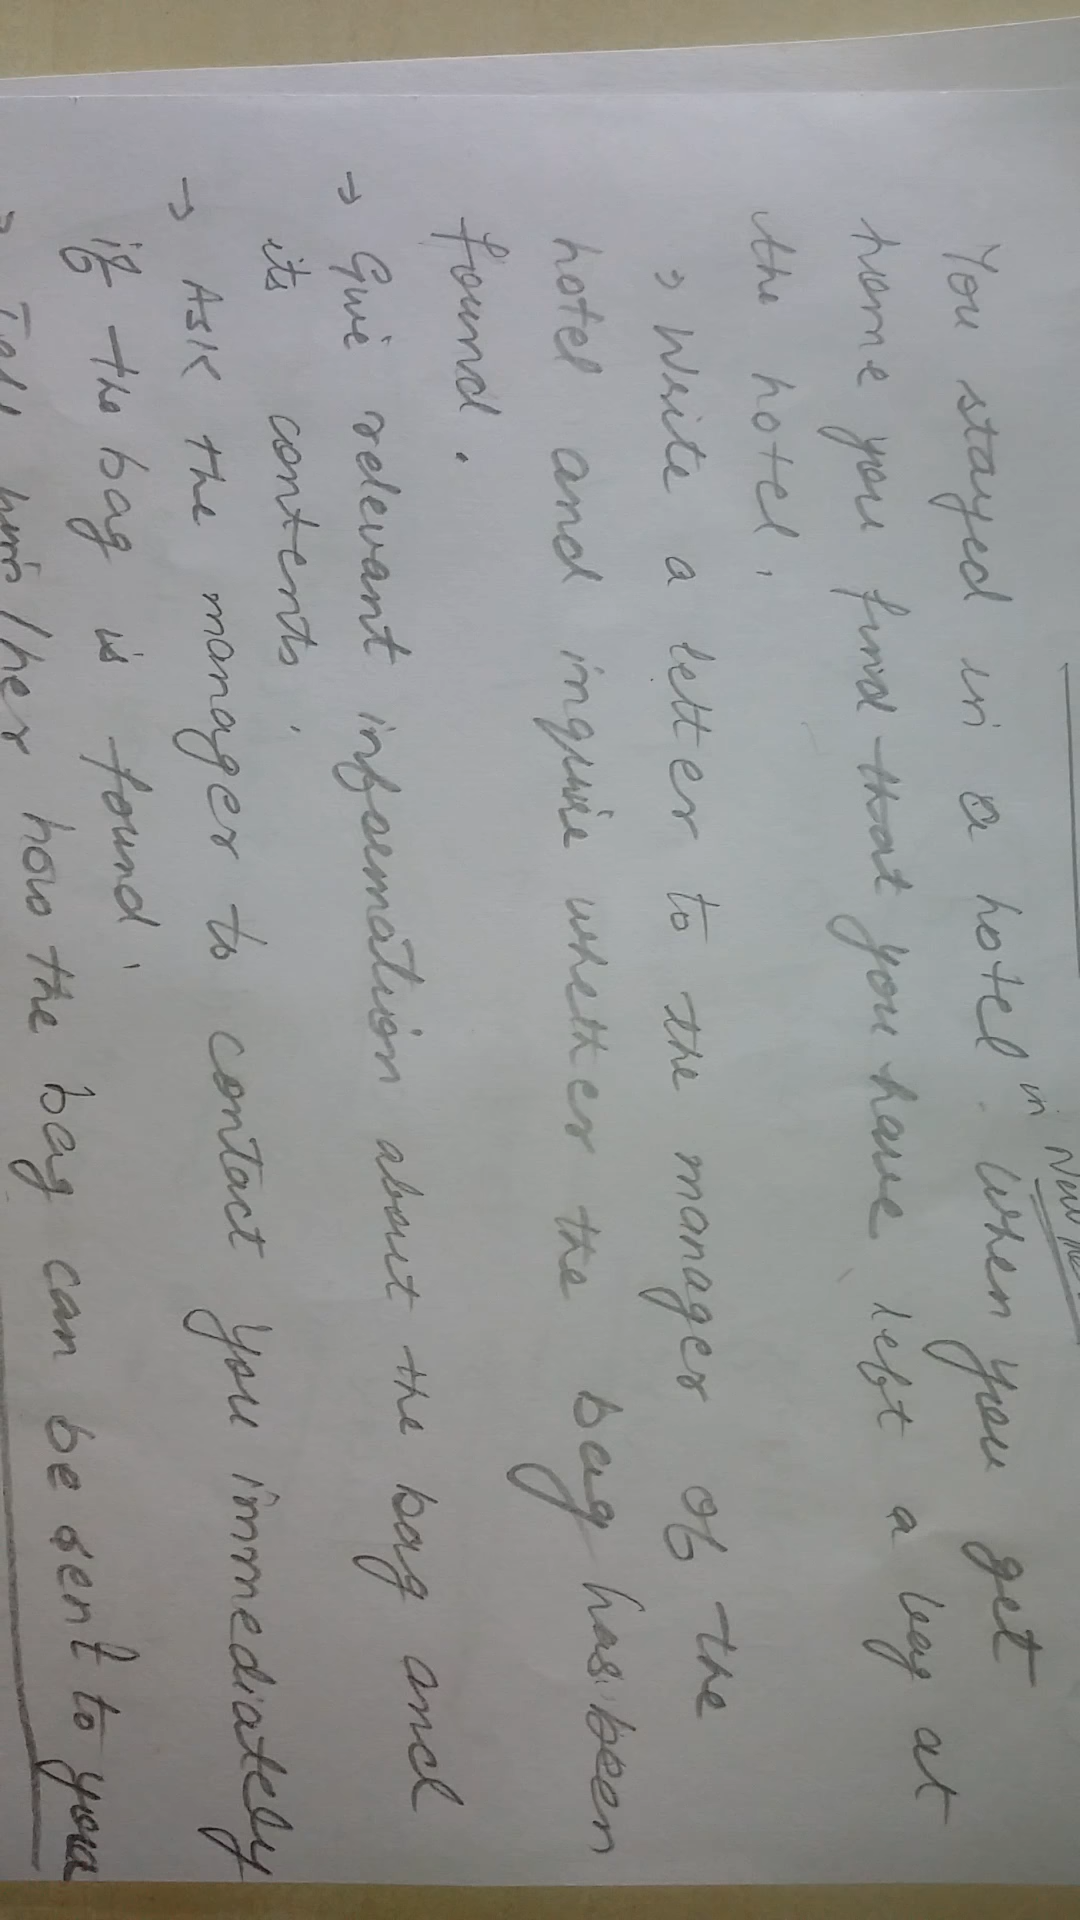 in
You stayed in a hotel. When you get
home you find that you have left a bag at
the hotel.
→ Write a letter to the manager of the
hotel and inquire whether the bag has been
found.
→ Give relevant information about the bag and
its contents.
→ Ask the manager to contact you immediately
if the bag is found.
→ Tell him/her how the bag can be sent to you